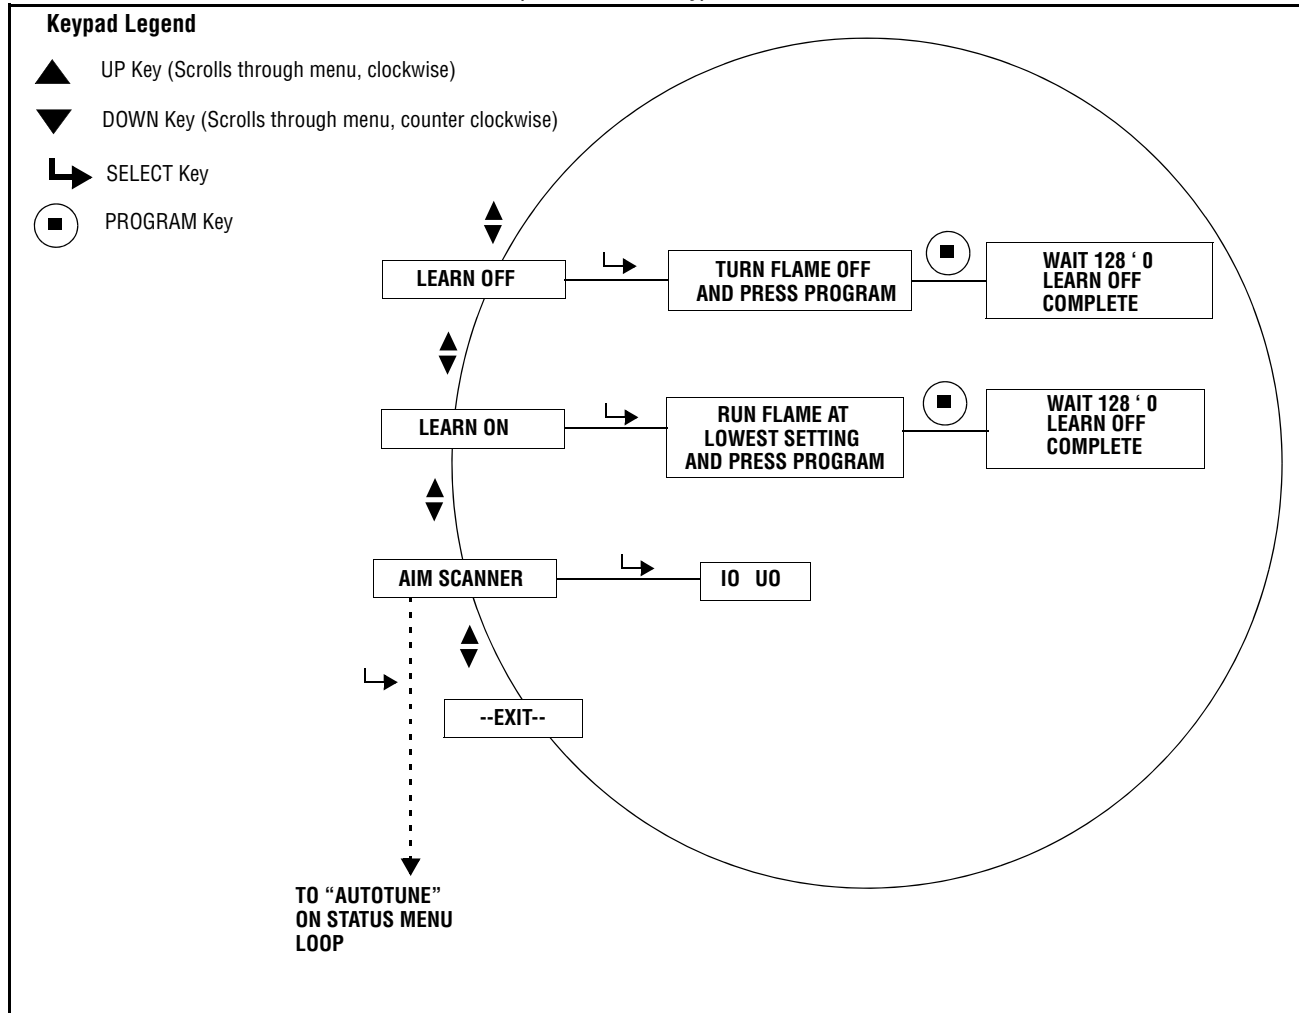 Keypad Legend
UP Key (Scrolls through menu, clockwise)
DOWN Key (Scrolls through menu, counter clockwise)
SELECT Key
PROGRAM Key
LEARN OFF
TURN FLAME OFF
AND PRESS PROGRAM
WAIT 128 ‘ 0
LEARN OFF
COMPLETE
LEARN ON
RUN FLAME AT
LOWEST SETTING
AND PRESS PROGRAM
WAIT 128 ‘ 0
LEARN OFF
COMPLETE
AIM SCANNER
IO UO
--EXIT--
TO “AUTOTUNE”
ON STATUS MENU
LOOP